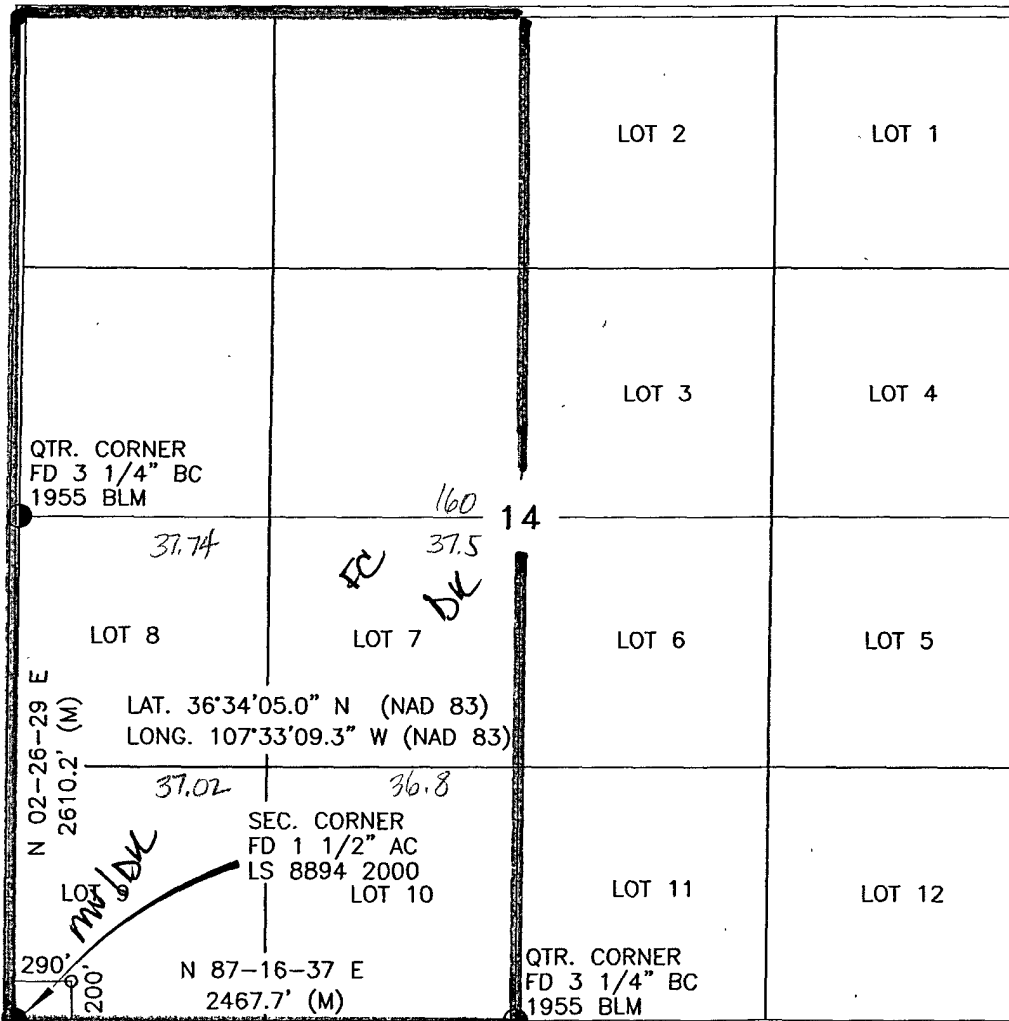 LOT 2
LOT 1
LOT 3
LOT 4
QTR. CORNER
FD 3 1/4" BC
1955 BLM
160
14
37.74
37.5
FC
DK
LOT 8
LOT 7
LOT 6
LOT 5
N 02-26-29 E
2610.2' (M)
LAT. 36°34'05.0" N (NAD 83)
LONG. 107°33'09.3" W (NAD 83)
37.02
36.8
SEC. CORNER
FD 1 1/2" AC
LS 8894 2000
MV/DK
LOT 9
LOT 10
LOT 11
LOT 12
290'
200'
N 87-16-37 E
2467.7' (M)
QTR. CORNER
FD 3 1/4" BC
1955 BLM